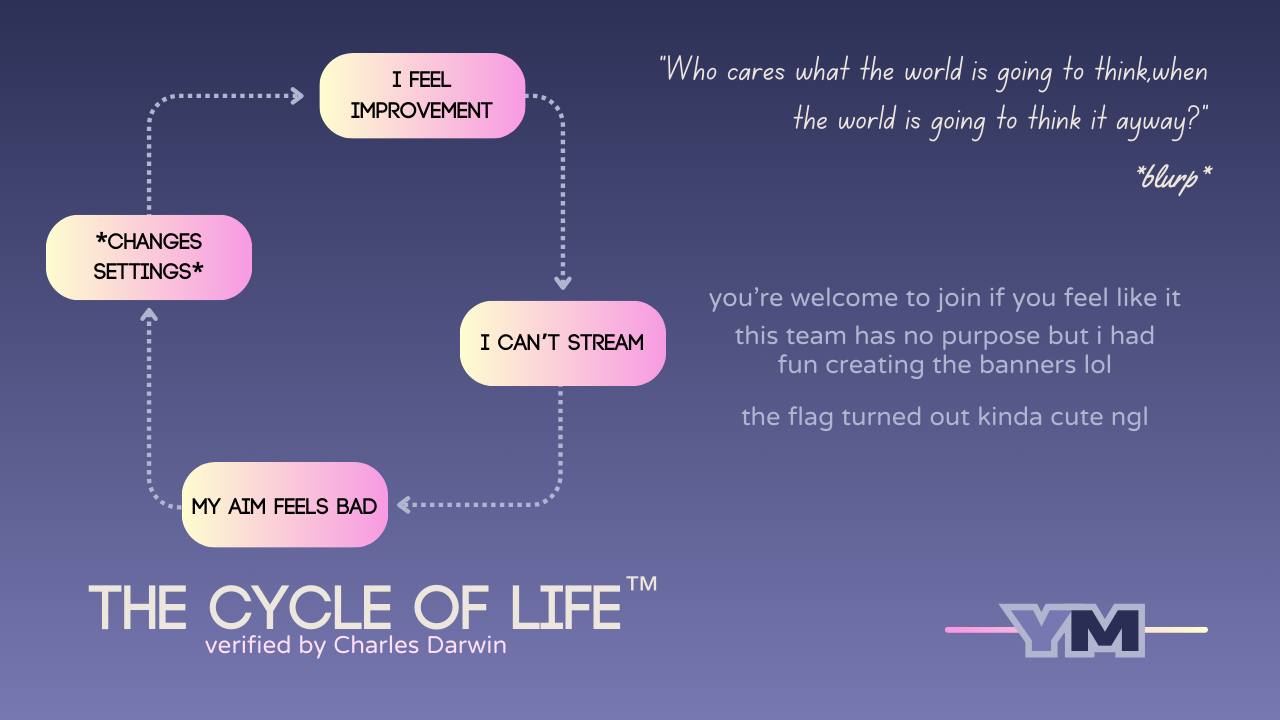 I FEEL
IMPROVEMENT
*CHANGES
SETTINGS*
I CAN'T STREAM
MY AIM FEELS BAD
THE CYCLE OF LIFE™
verified by Charles Darwin
"Who cares what the world is going to think,when
the world is going to think it ayway?"
*blurp*
you're welcome to join if you feel like it
this team has no purpose but i had
fun creating the banners lol
the flag turned out kinda cute ngl
YM